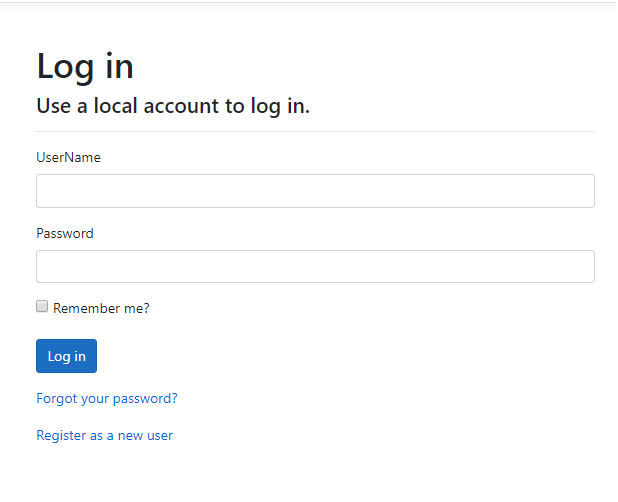 Log in
Use a local account to log in.
UserName
Password
Remember me?
Log in
Forgot your password?
Register as a new user